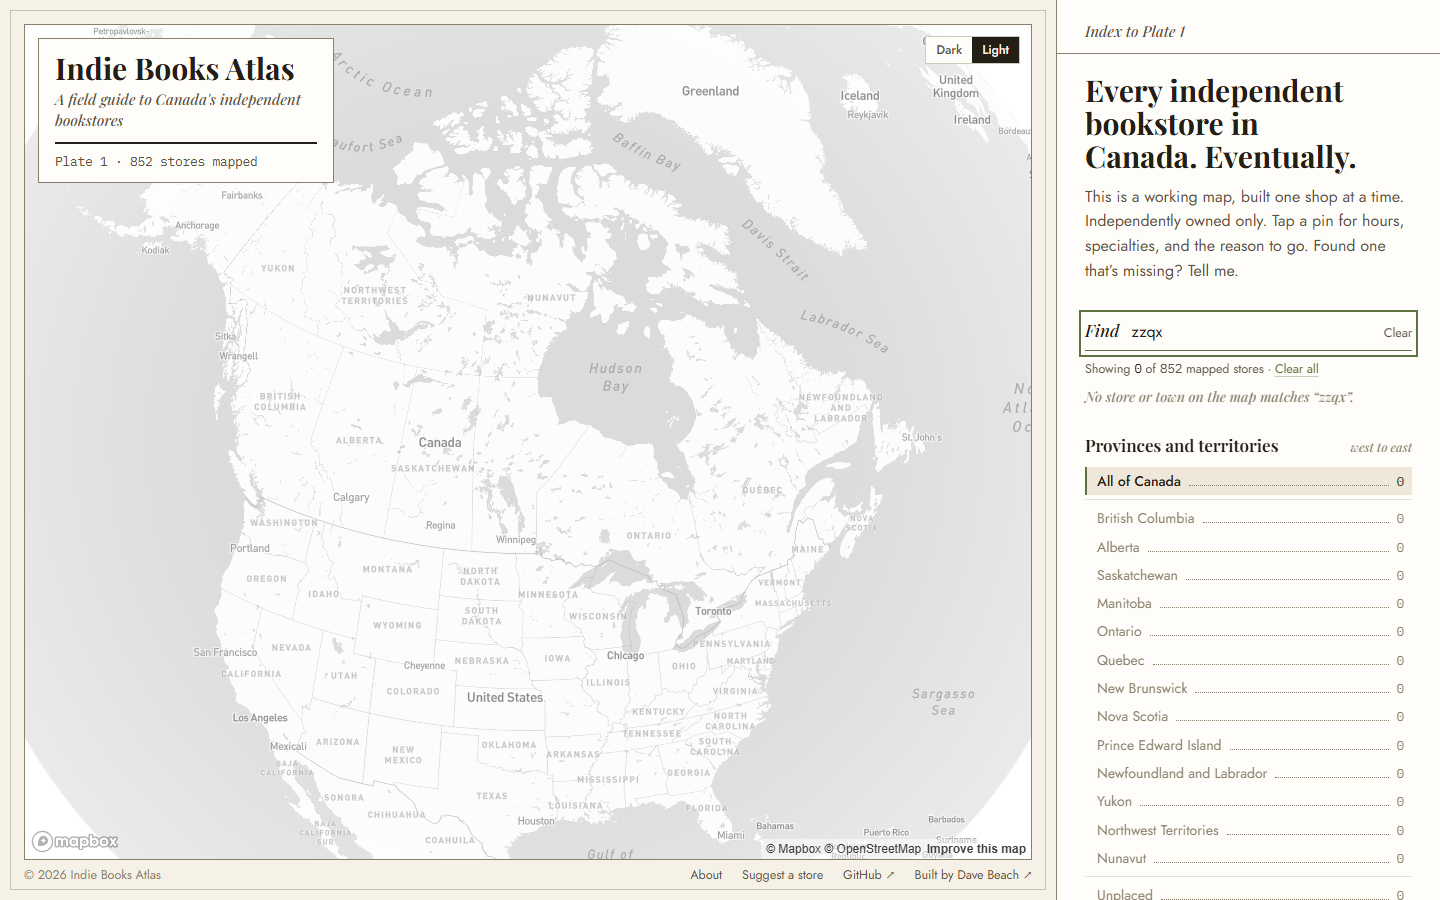 Indie Books Atlas
A field guide to Canada's independent
bookstores
Plate 1 · 852 stores mapped
Dark
Light
Petropavlovsk-
Arctic Ocean
Greenland
United
Kingdom
Iceland
Reykjavik
Ireland
Baffin Bay
Fairbanks
Anchorage
Kodiak
Davis Strait
YUKON
NORTHWEST
TERRITORIES
NUNAVUT
Labrador Sea
Sitka
Wrangell
Hudson
Bay
BRITISH
COLUMBIA
NEWFOUNDLAND
AND
LABRADOR
ALBERTA
Canada
St. John's
SASKATCHEWAN
Calgary
QUÉBEC
WASHINGTON
Regina
NOVA
SCOTIA
Portland
Winnipeg
ONTARIO
MAINE
OREGON
MONTANA
NORTH
DAKOTA
VERMONT
IDAHO
MINNESOTA
MASSACHUSETTS
SOUTH
DAKOTA
WISCONSIN
Toronto
WYOMING
San Francisco
NEVADA
PENNSYLVANIA
Chicago
Cheyenne
NEBRASKA
IOWA
OHIO
MARYLAND
CALIFORNIA
UTAH
COLORADO
ILLINOIS
VIRGINIA
United States
Sargasso
Sea
KENTUCKY
Los Angeles
NORTH
CAROLINA
TENNESSEE
Mexicali
ARIZONA
NEW
MEXICO
OKLAHOMA
ARKANSAS
SOUTH
CAROLINA
BAJA
CALIFORNIA
MISSISSIPPI
GEORGIA
SONORA
TEXAS
LOUISIANA
FLORIDA
CHIHUAHUA
Houston
BAJA
CALIFORNIA
SUR
COAHUILA
Miami
Bahamas
Puerto Rico
Barbados
Suriname
Gulf of
mapbox
© Mapbox © OpenStreetMap Improve this map
© 2026 Indie Books Atlas
About
Suggest a store
GitHub ↗
Built by Dave Beach ↗
Index to Plate 1
Every independent
bookstore in
Canada. Eventually.
This is a working map, built one shop at a time.
Independently owned only. Tap a pin for hours,
specialties, and the reason to go. Found one
that's missing? Tell me.
Find zzqx Clear
Showing 0 of 852 mapped stores · Clear all
No store or town on the map matches “zzqx”.
Provinces and territories west to east
All of Canada 0
British Columbia 0
Alberta 0
Saskatchewan 0
Manitoba 0
Ontario 0
Quebec 0
New Brunswick 0
Nova Scotia 0
Prince Edward Island 0
Newfoundland and Labrador 0
Yukon 0
Northwest Territories 0
Nunavut 0
Unplaced 0